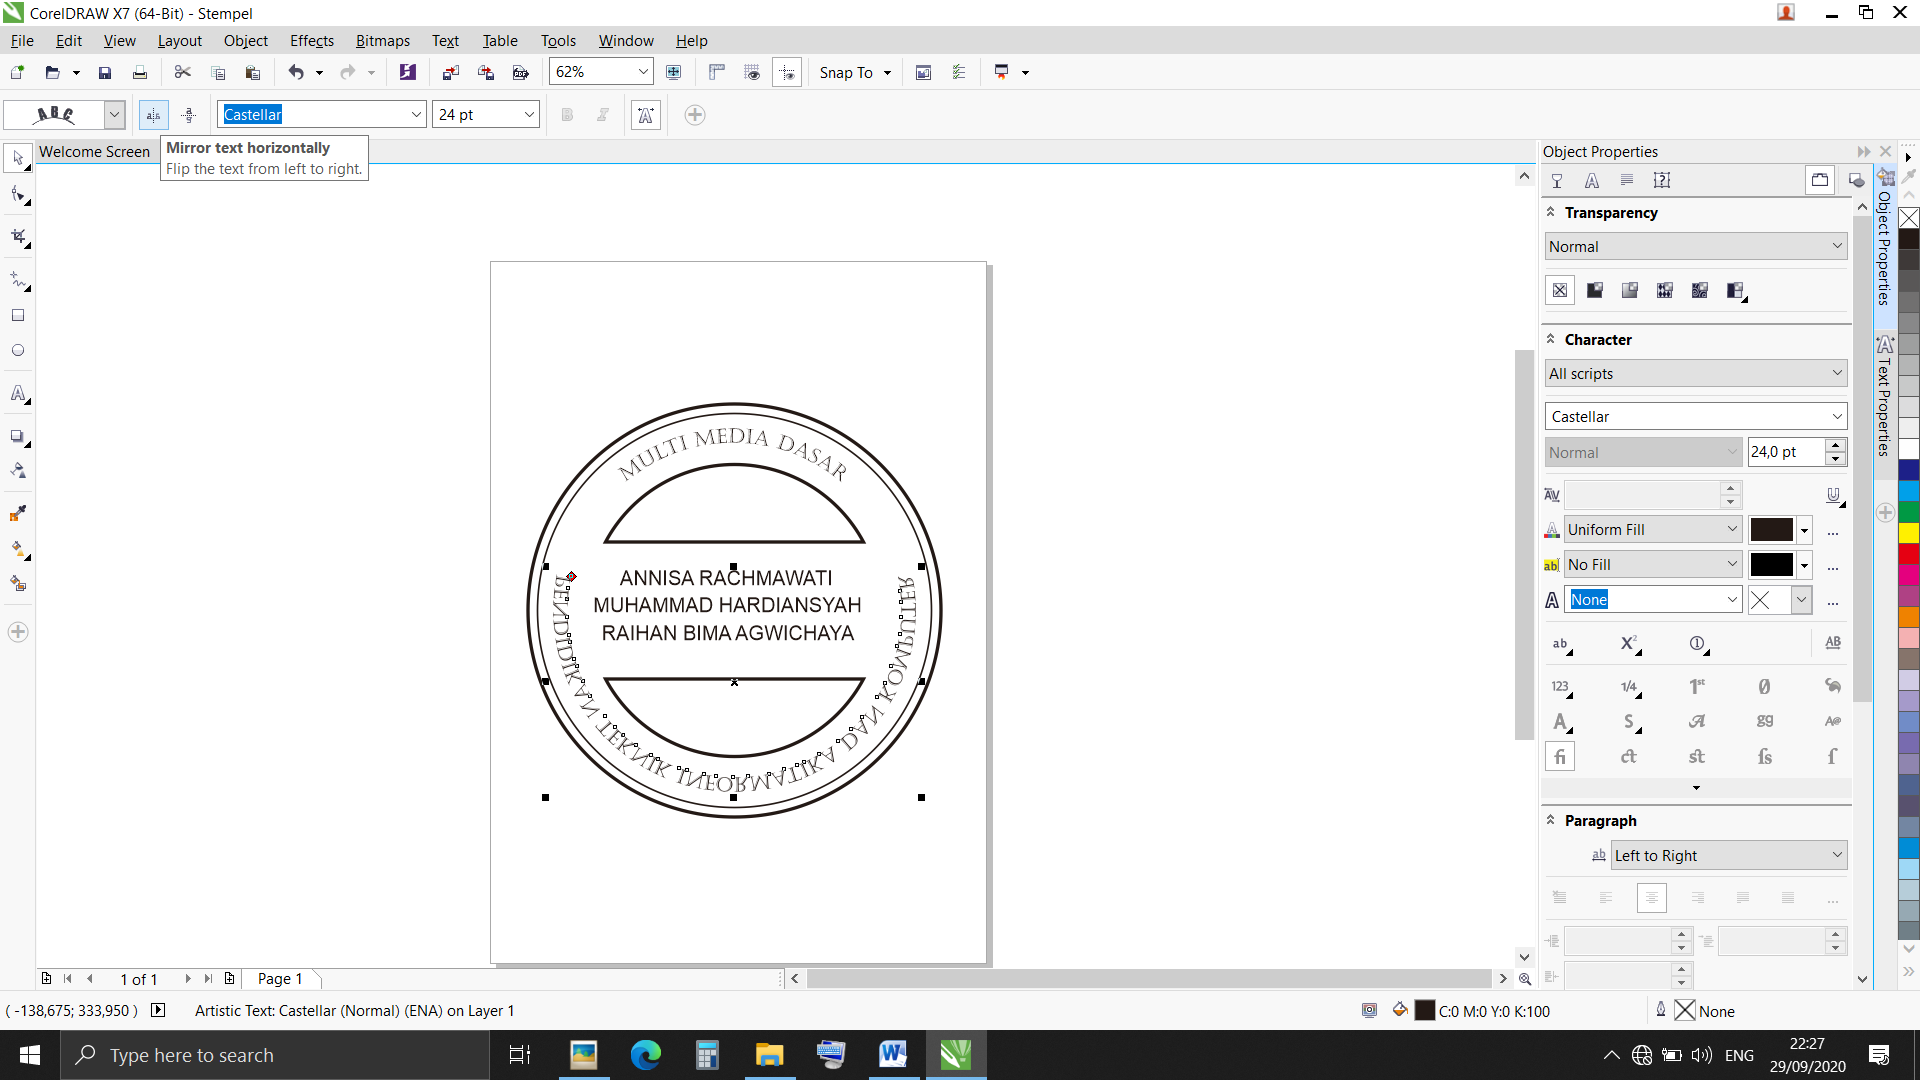 CorelDRAW X7 (64-Bit) - Stempel
File Edit View Layout Object Effects Bitmaps Text Table Tools Window Help
62% Snap To
ABC Castellar 24 pt
Welcome Screen
Mirror text horizontally
Flip the text from left to right.
MULTI MEDIA DASAR
ANNISA RACHMAWATI
MUHAMMAD HARDIANSYAH
RAIHAN BIMA AGWICHAYA
PENDIDIKAN TEKNIK INFORMATIKA DAN KOMPUTER
Object Properties
Transparency
Normal
Character
All scripts
Castellar
Normal 24,0 pt
Uniform Fill ...
No Fill ...
None ...
Paragraph
Left to Right
Object Properties
Text Properties
1 of 1 Page 1
( -138,675; 333,950 ) Artistic Text: Castellar (Normal) (ENA) on Layer 1 C:0 M:0 Y:0 K:100 None
Type here to search ENG 22:27
29/09/2020